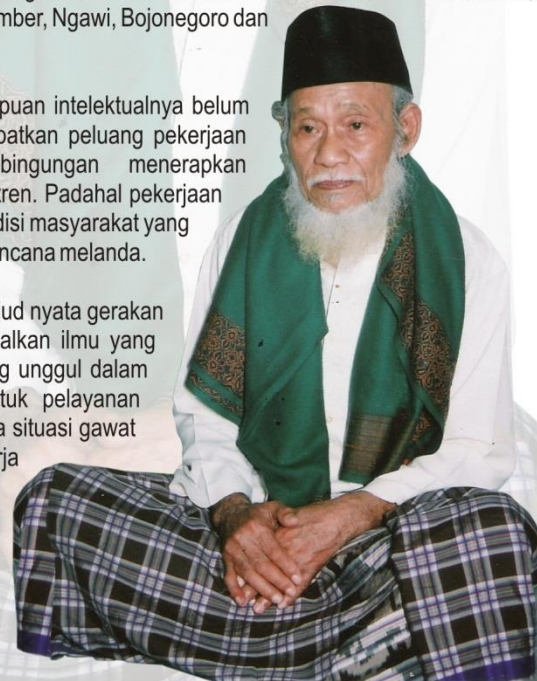 mber, Ngawi, Bojonegoro dan
puan intelektualnya belum
patkan peluang pekerjaan
bingungan menerapkan
tren. Padahal pekerjaan
disi masyarakat yang
ncana melanda.
ud nyata gerakan
alkan ilmu yang
g unggul dalam
tuk pelayanan
a situasi gawat
rja